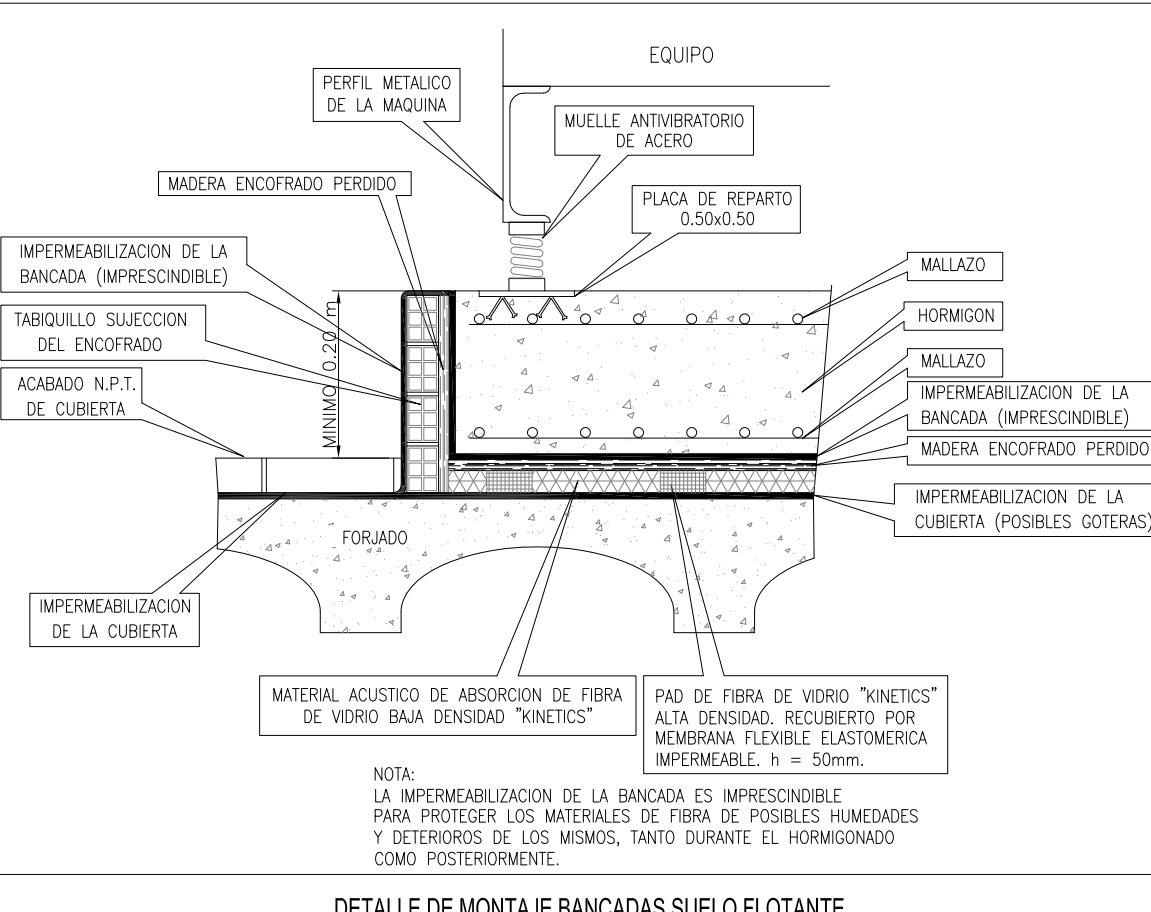 EQUIPO
PERFIL METALICO
DE LA MAQUINA
MUELLE ANTIVIBRATORIO
DE ACERO
MADERA ENCOFRADO PERDIDO
PLACA DE REPARTO
0.50x0.50
IMPERMEABILIZACION DE LA
BANCADA (IMPRESCINDIBLE)
TABIQUILLO SUJECCION
DEL ENCOFRADO
ACABADO N.P.T.
DE CUBIERTA
MINIMO 0.20 m
MALLAZO
HORMIGON
MALLAZO
IMPERMEABILIZACION DE LA
BANCADA (IMPRESCINDIBLE)
MADERA ENCOFRADO PERDIDO
IMPERMEABILIZACION DE LA
CUBIERTA (POSIBLES GOTERAS)
FORJADO
IMPERMEABILIZACION
DE LA CUBIERTA
MATERIAL ACUSTICO DE ABSORCION DE FIBRA
DE VIDRIO BAJA DENSIDAD "KINETICS"
PAD DE FIBRA DE VIDRIO "KINETICS"
ALTA DENSIDAD. RECUBIERTO POR
MEMBRANA FLEXIBLE ELASTOMERICA
IMPERMEABLE. h = 50mm.
NOTA:
LA IMPERMEABILIZACION DE LA BANCADA ES IMPRESCINDIBLE
PARA PROTEGER LOS MATERIALES DE FIBRA DE POSIBLES HUMEDADES
Y DETERIOROS DE LOS MISMOS, TANTO DURANTE EL HORMIGONADO
COMO POSTERIORMENTE.
DETALLE DE MONTAJE BANCADAS SUELO FLOTANTE